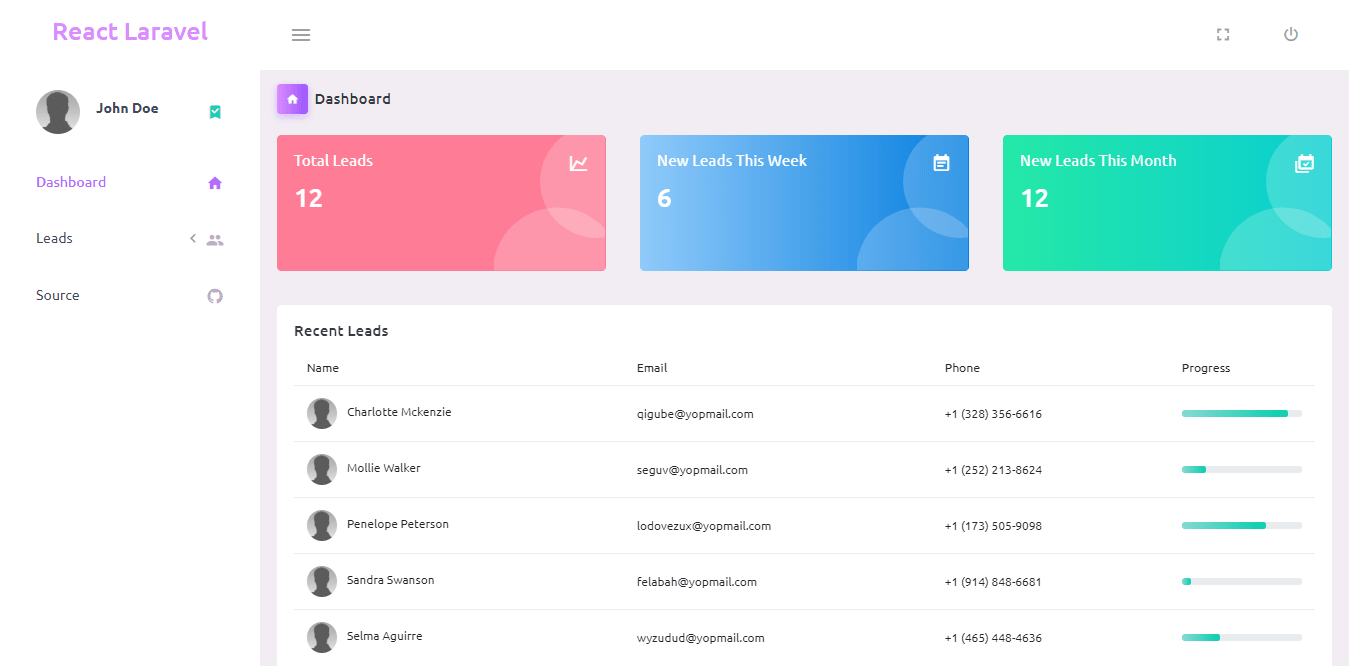 React Laravel
John Doe
Dashboard
Leads
Source
Dashboard
Total Leads
12
New Leads This Week
6
New Leads This Month
12
Recent Leads
Name Email Phone Progress
Charlotte Mckenzie qigube@yopmail.com +1 (328) 356-6616
Mollie Walker seguv@yopmail.com +1 (252) 213-8624
Penelope Peterson lodovezux@yopmail.com +1 (173) 505-9098
Sandra Swanson felabah@yopmail.com +1 (914) 848-6681
Selma Aguirre wyzudud@yopmail.com +1 (465) 448-4636